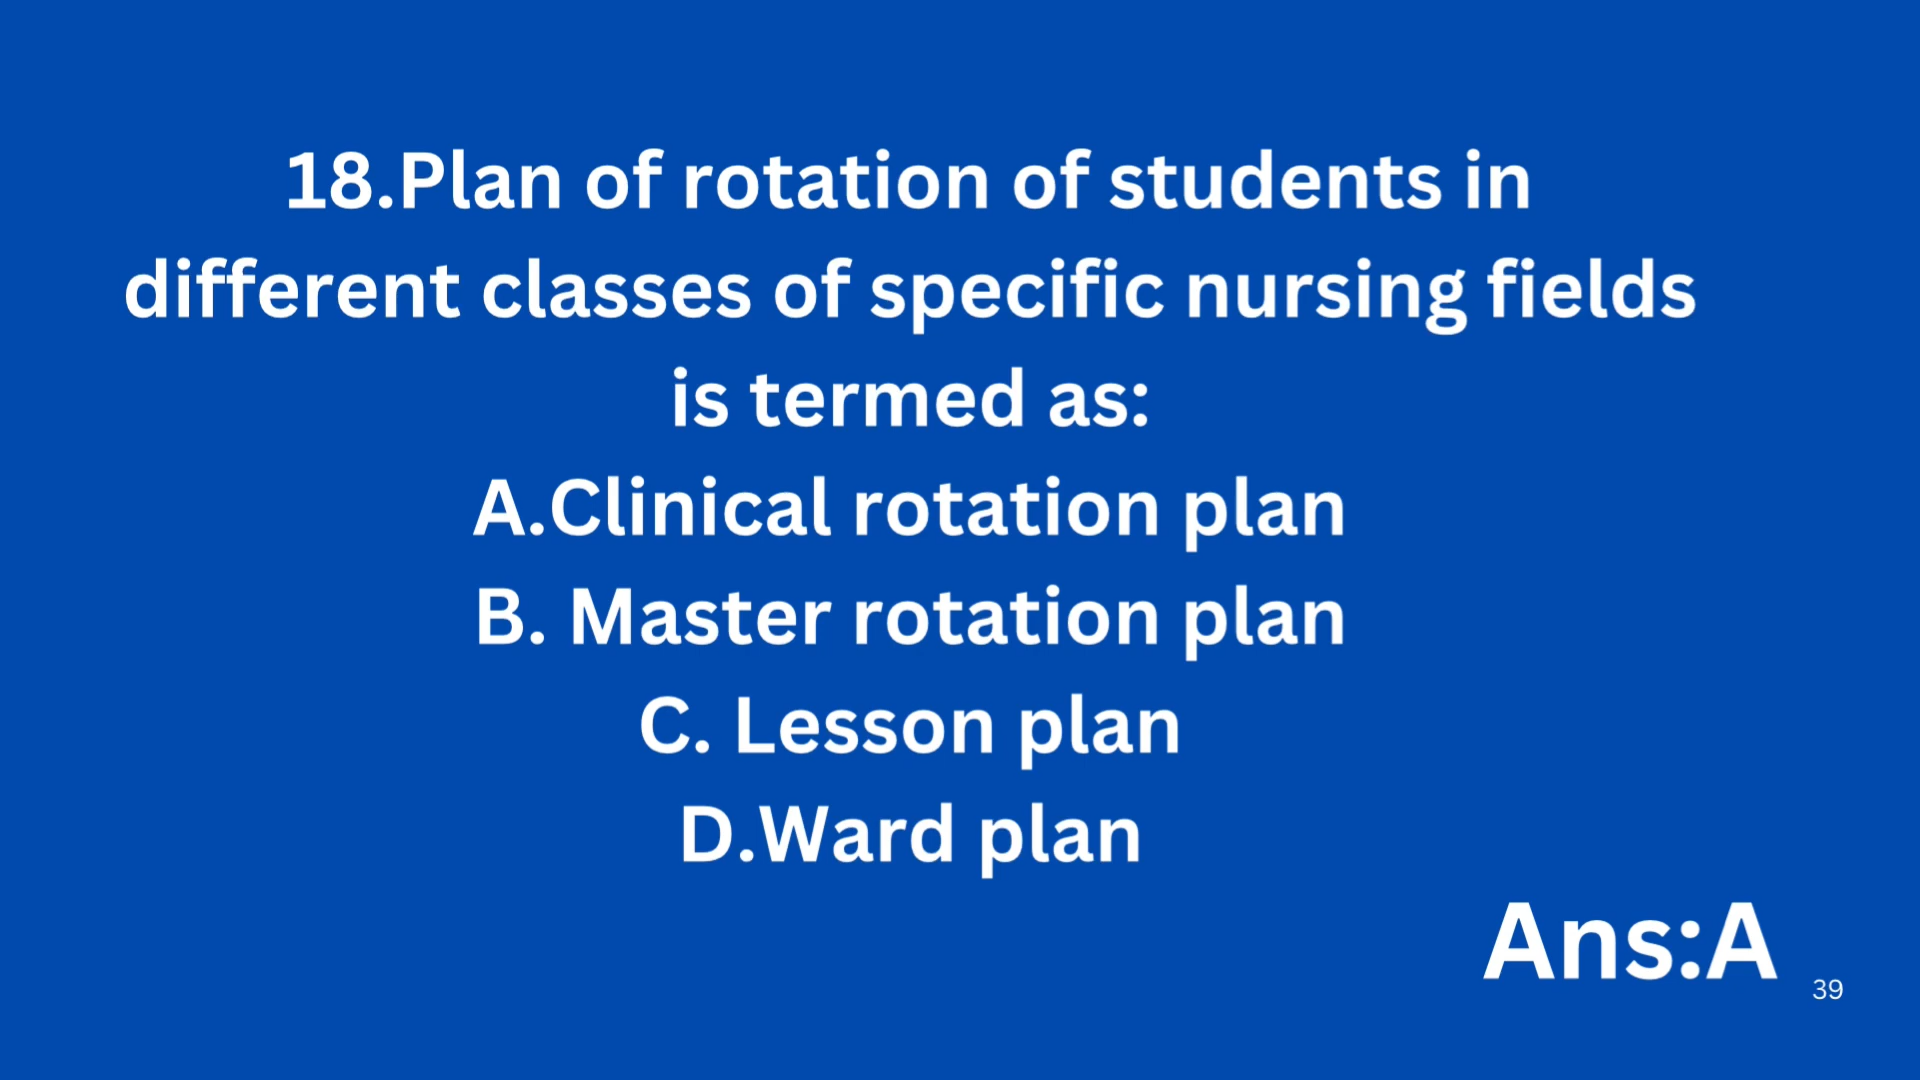 18.Plan of rotation of students in
different classes of specific nursing fields
is termed as:
A.Clinical rotation plan
B. Master rotation plan
C. Lesson plan
D.Ward plan
Ans:A
39